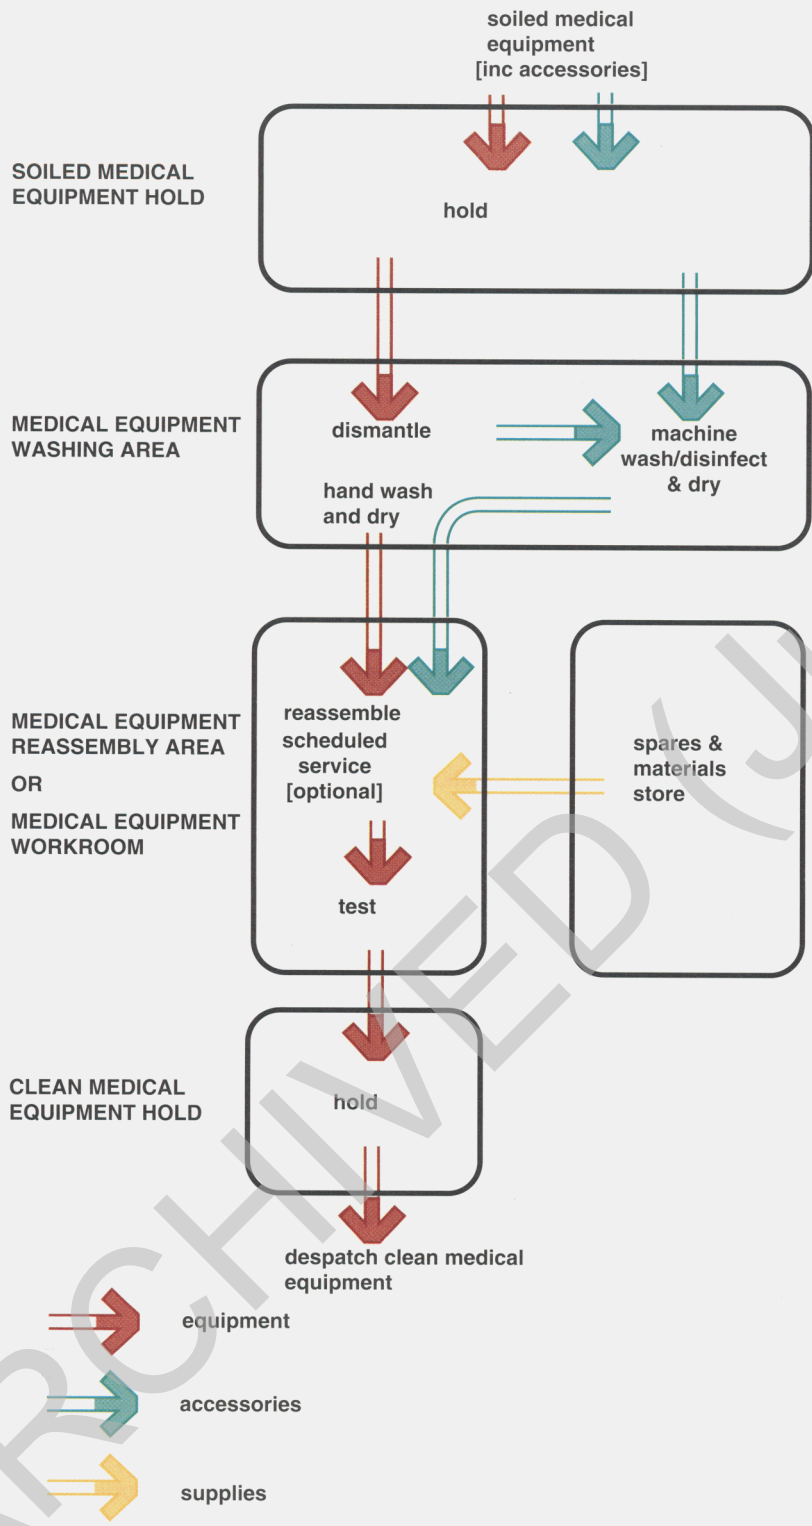 soiled medical
equipment
[inc accessories]
SOILED MEDICAL
EQUIPMENT HOLD
hold
MEDICAL EQUIPMENT
WASHING AREA
dismantle
machine
wash/disinfect
& dry
hand wash
and dry
MEDICAL EQUIPMENT
REASSEMBLY AREA
OR
MEDICAL EQUIPMENT
WORKROOM
reassemble
scheduled
service
[optional]
spares &
materials
store
test
CLEAN MEDICAL
EQUIPMENT HOLD
hold
despatch clean medical
equipment
equipment
accessories
supplies
ARCHIVED (J